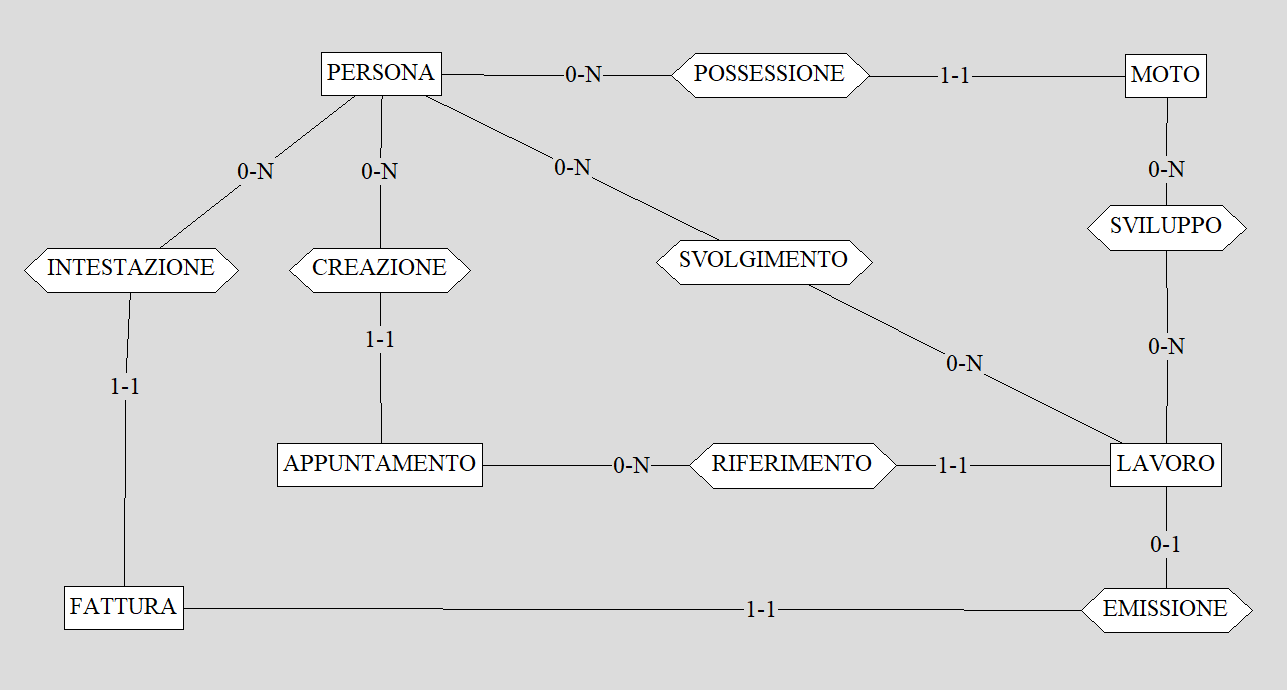 PERSONA
0-N
POSSESSIONE
1-1
MOTO
0-N
0-N
0-N
0-N
INTESTAZIONE
CREAZIONE
SVOLGIMENTO
SVILUPPO
1-1
1-1
0-N
0-N
APPUNTAMENTO
0-N
RIFERIMENTO
1-1
LAVORO
0-1
FATTURA
1-1
EMISSIONE